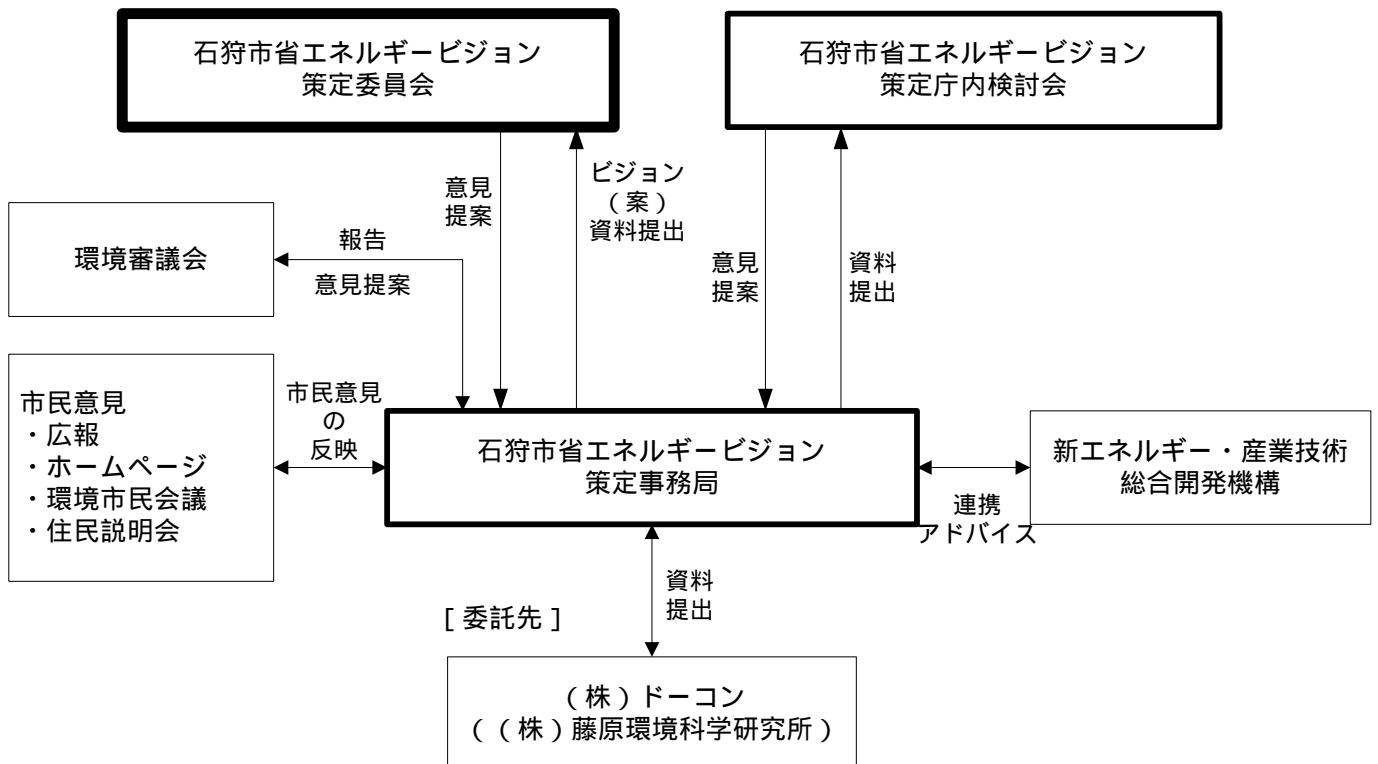 石狩市省エネルギービジョン
策定委員会
石狩市省エネルギービジョン
策定庁内検討会
意見
提案
ビジョン
（案）
資料提出
意見
提案
資料
提出
環境審議会
報告
意見提案
市民意見
・広報
・ホームページ
・環境市民会議
・住民説明会
市民意見
の
反映
石狩市省エネルギービジョン
策定事務局
連携
アドバイス
新エネルギー・産業技術
総合開発機構
資料
提出
[ 委託先 ]
（株）ドーコン
（（株）藤原環境科学研究所）